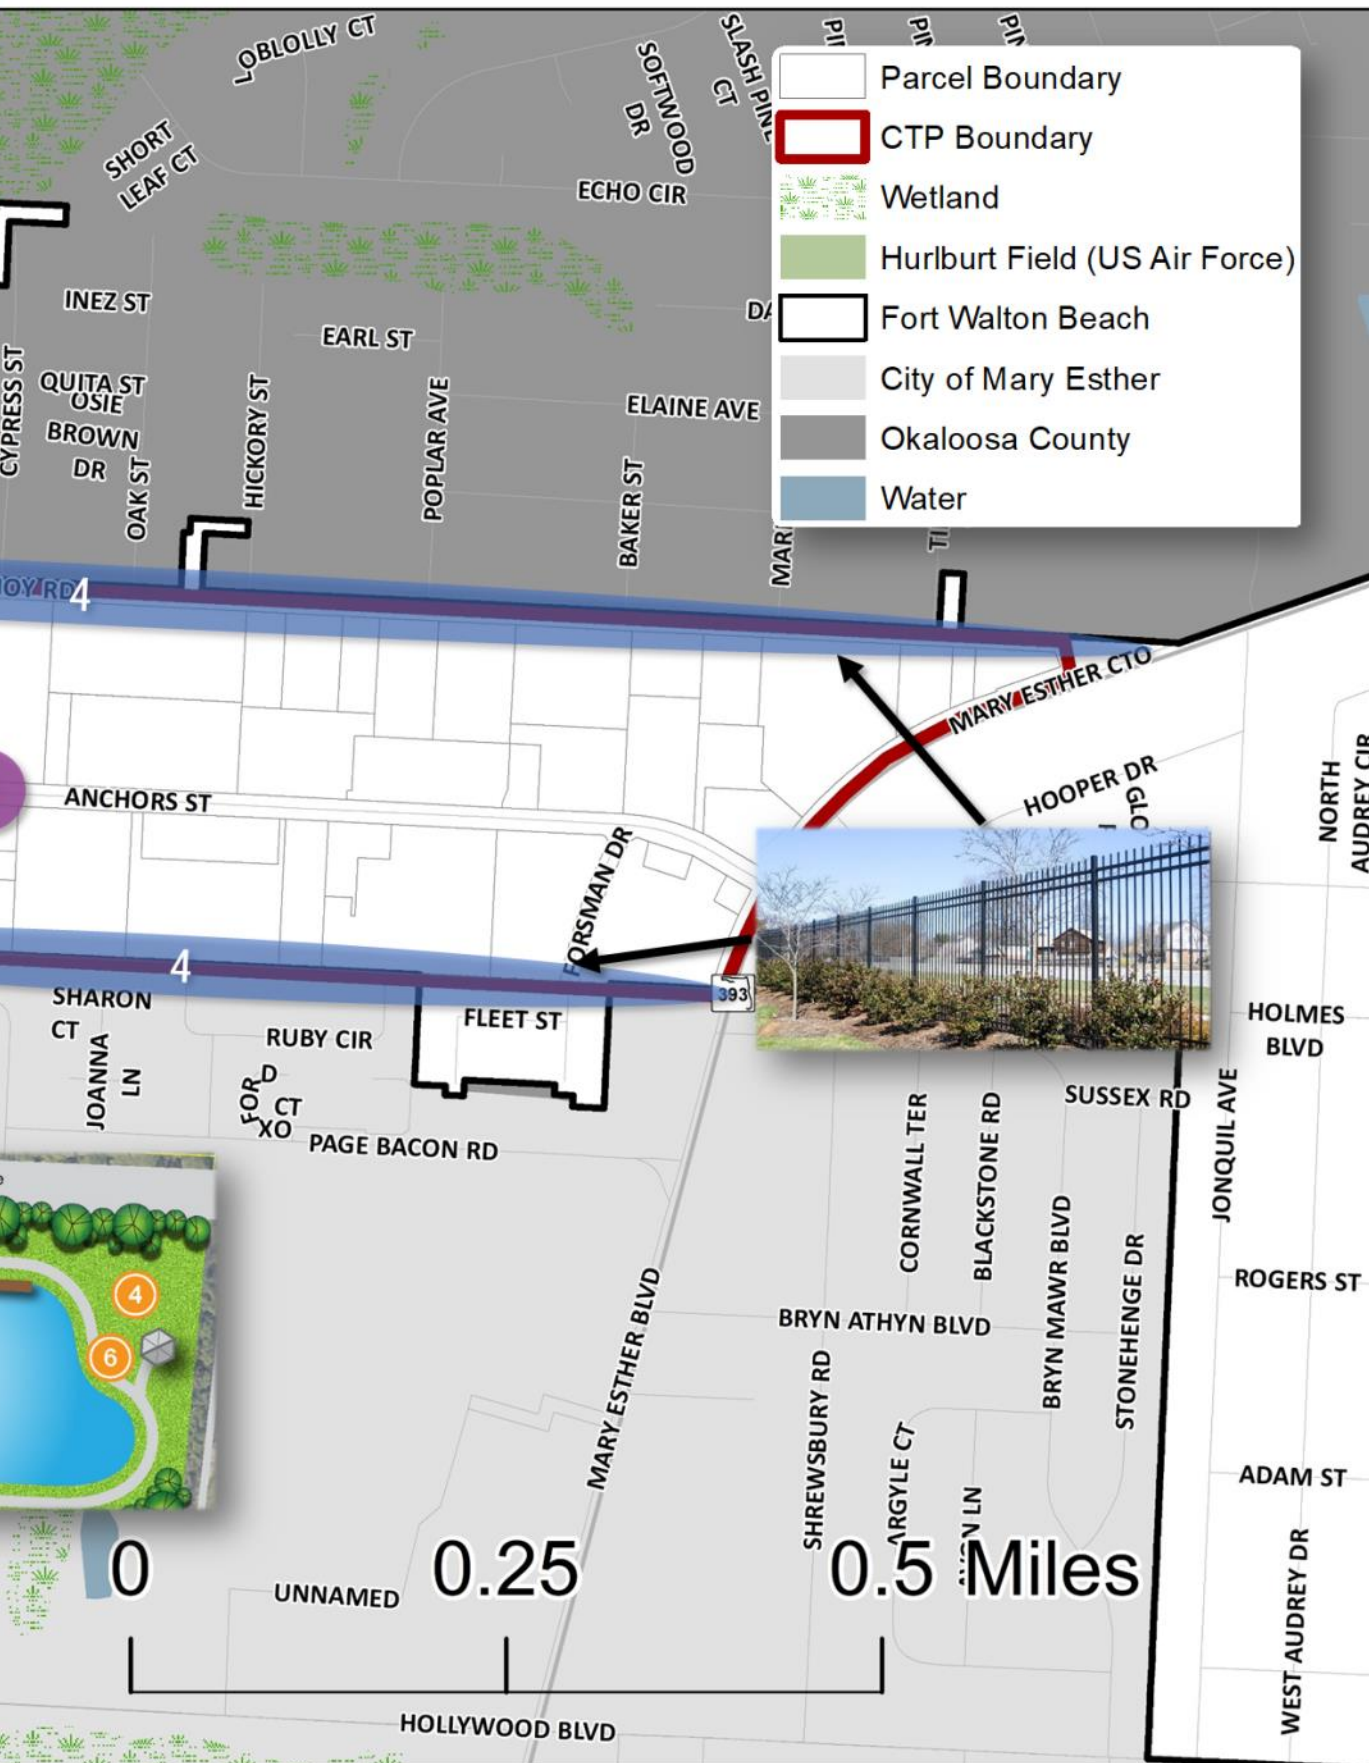 LOBLOLLY CT
SOFTWOOD
DR
SLASH PINE
CT
SHORT
LEAF CT
ECHO CIR
Parcel Boundary
CTP Boundary
Wetland
Hurlburt Field (US Air Force)
Fort Walton Beach
City of Mary Esther
Okaloosa County
Water
INEZ ST
EARL ST
CYPRESS ST
QUITA ST
OSIE
BROWN
DR
OAK ST
HICKORY ST
POPLAR AVE
ELAINE AVE
BAKER ST
4
MARY ESTHER CTO
HOOPER DR
NORTH
AUDREY CIR
ANCHORS ST
FORSMAN DR
4
393
SHARON
CT
JOANNA
LN
RUBY CIR
FLEET ST
PAGE BACON RD
HOLMES
BLVD
SUSSEX RD
JONQUIL AVE
CORNWALL TER
BLACKSTONE RD
BRYN MAWR BLVD
STONEHENGE DR
4
6
MARY ESTHER BLVD
BRYN ATHYN BLVD
ROGERS ST
SHREWSBURY RD
ARGYLE CT
ADAM ST
WEST AUDREY DR
0 0.25 0.5 Miles
UNNAMED
HOLLYWOOD BLVD